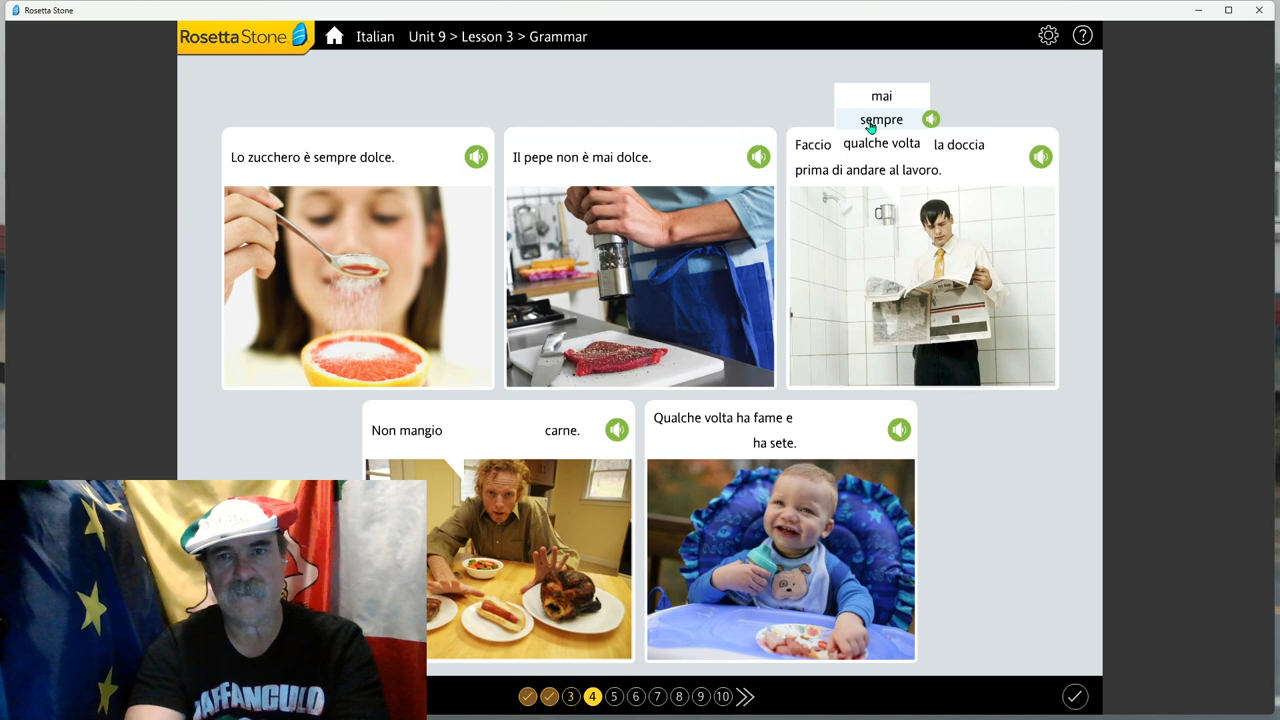 Rosetta Stone
RosettaStone
Italian Unit 9 > Lesson 3 > Grammar
mai
sempre
qualche volta
Lo zucchero è sempre dolce.
Il pepe non è mai dolce.
Faccio la doccia
prima di andare al lavoro.
Non mangio carne.
Qualche volta ha fame e
ha sete.
VAFFANGULO
3 4 5 6 7 8 9 10